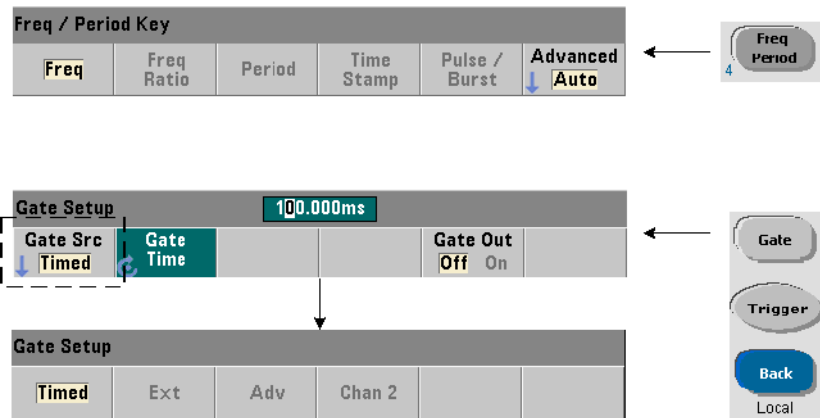 Freq / Period Key
Freq
Freq Ratio
Period
Time Stamp
Pulse / Burst
Advanced
Auto
Freq Period
4
Gate Setup
100.000ms
Gate Src
Timed
Gate Time
Gate Out
Off On
Gate
Trigger
Gate Setup
Timed
Ext
Adv
Chan 2
Back
Local